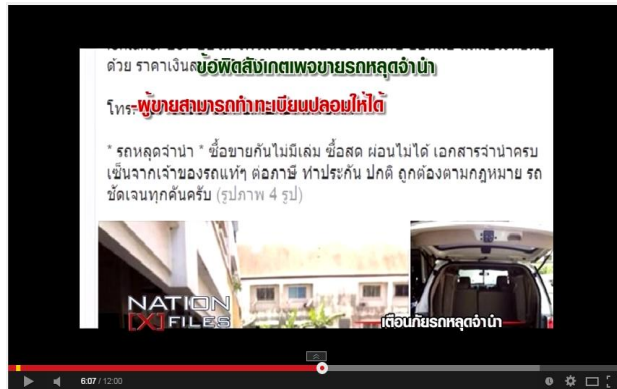 ด้วย ราคาเงินส
ข้อพิดสังเกตเพจขายรถหลุดจำนำ
โทร.
-ผู้ขายสามารถทำทะเบียนปลอมให้ได้
* รถหลุดจำนำ * ซื้อขายกันไม่มีเล่ม ซื้อสด ผ่อนไม่ได้ เอกสารจำนำครบ
เซ็นจากเจ้าของรถแท้ๆ ต่อภาษี ทำประกัน ปกติ ถูกต้องตามกฎหมาย รถ
ชัดเจนทุกคันครับ (รูปภาพ 4 รูป)
NATION
[X] FILES
เตือนภัยรถหลุดจำนำ
6:07 / 12:00